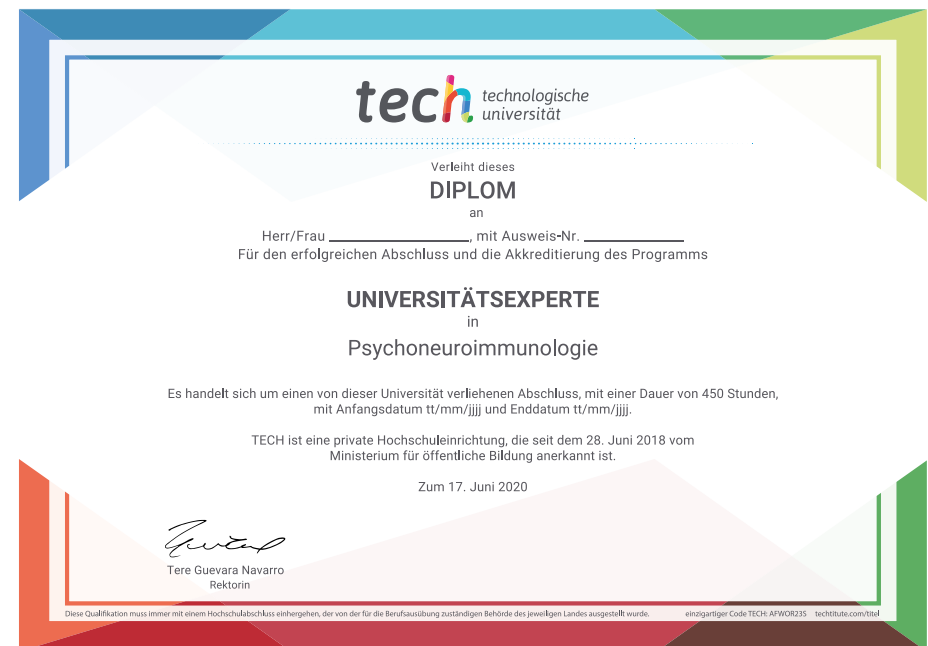 tech technologische
universität
Verleiht dieses
DIPLOM
an
Herr/Frau ____________, mit Ausweis-Nr. ____________
Für den erfolgreichen Abschluss und die Akkreditierung des Programms
UNIVERSITÄTSEXPERTE
in
Psychoneuroimmunologie
Es handelt sich um einen von dieser Universität verliehenen Abschluss, mit einer Dauer von 450 Stunden,
mit Anfangsdatum tt/mm/jjjj und Enddatum tt/mm/jjjj.
TECH ist eine private Hochschuleinrichtung, die seit dem 28. Juni 2018 vom
Ministerium für öffentliche Bildung anerkannt ist.
Zum 17. Juni 2020
Tere Guevara Navarro
Rektorin
Diese Qualifikation muss immer mit einem Hochschulabschluss einhergehen, der von der für die Berufsausübung zuständigen Behörde des jeweiligen Landes ausgestellt wurde. einzigartiger Code TECH: AFWOR23S techtitute.com/titel